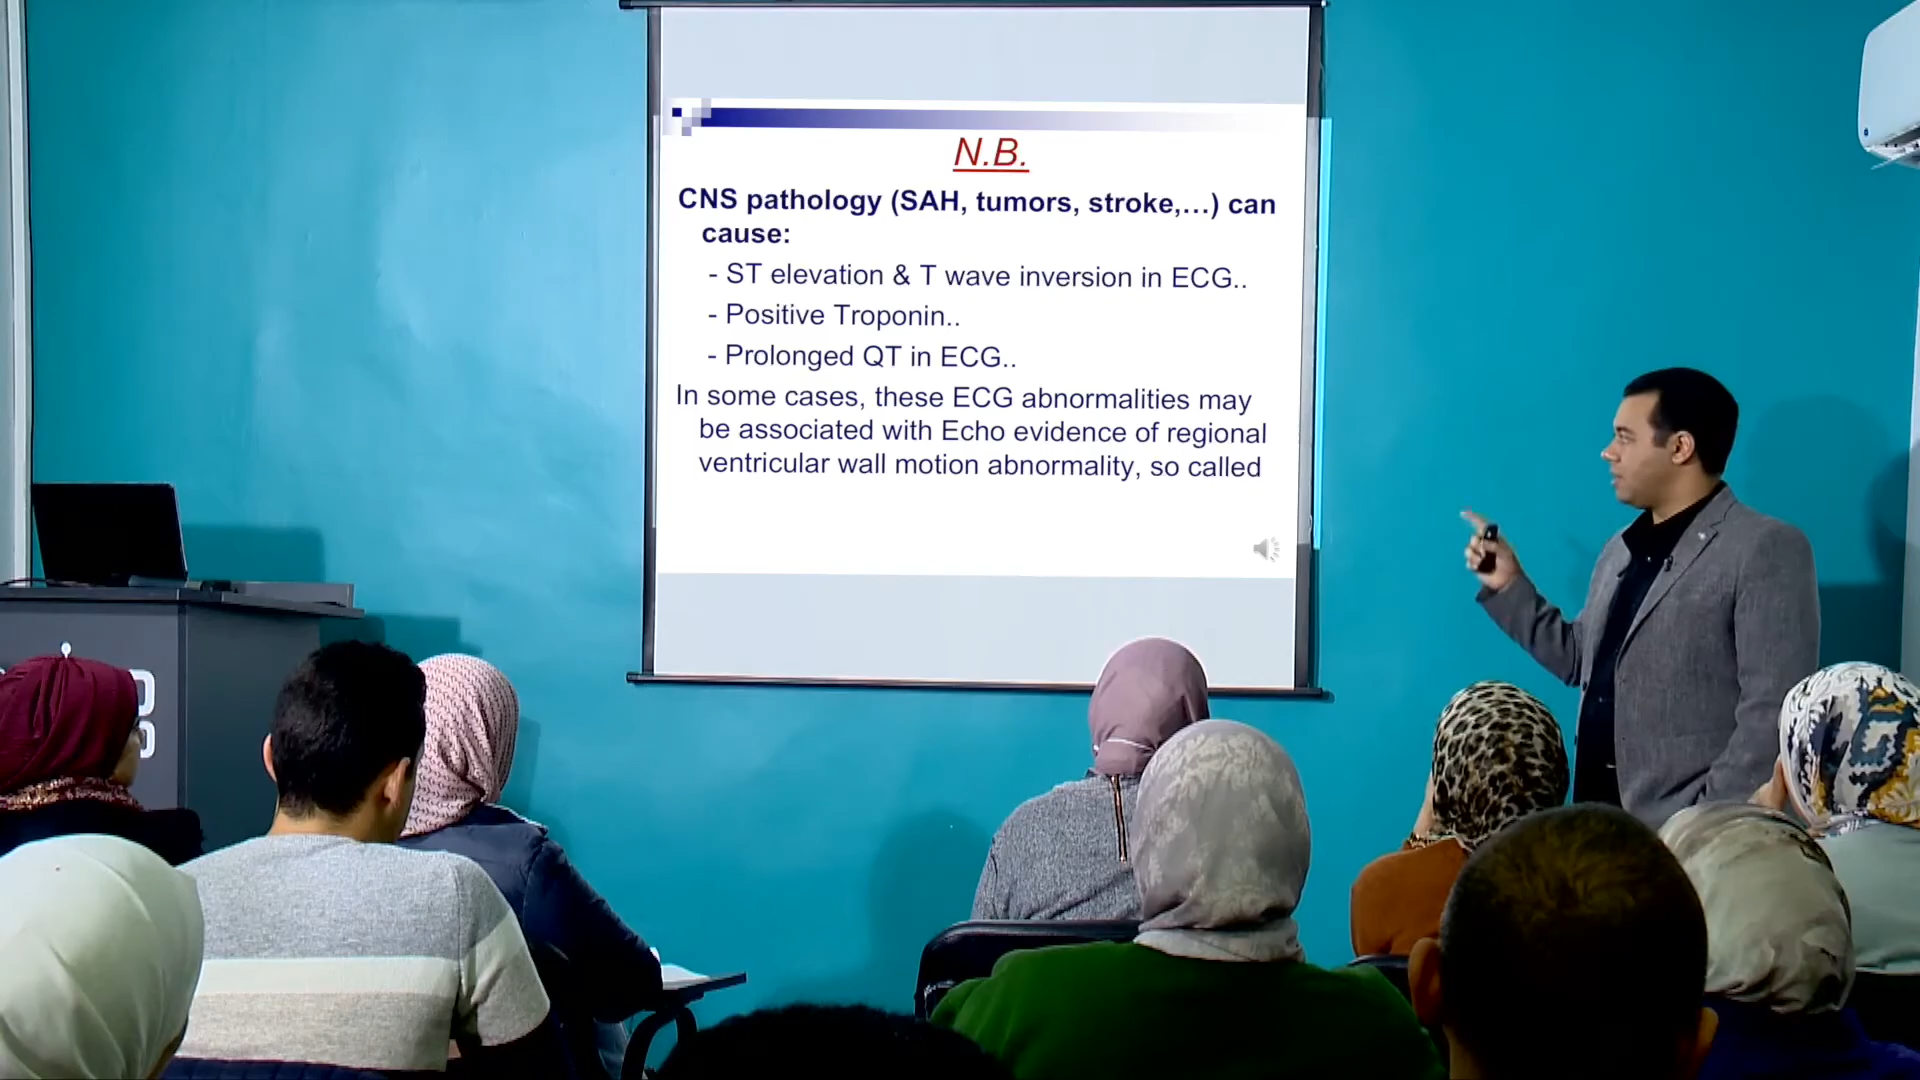 N.B.
CNS pathology (SAH, tumors, stroke,...) can
cause:
- ST elevation & T wave inversion in ECG..
- Positive Troponin..
- Prolonged QT in ECG..
In some cases, these ECG abnormalities may
be associated with Echo evidence of regional
ventricular wall motion abnormality, so called